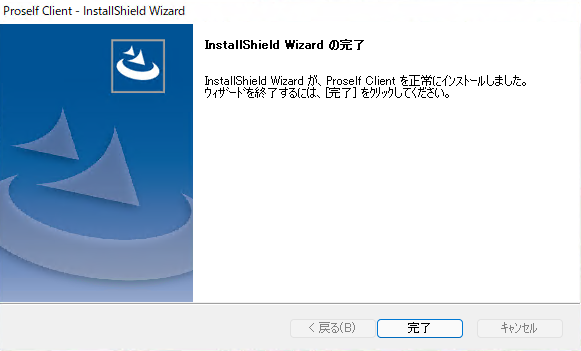 Proself Client - InstallShield Wizard
InstallShield Wizard の完了
InstallShield Wizard が、Proself Client を正常にインストールしました。
ウィザードを終了するには、[完了] をクリックしてください。
< 戻る(B)
完了
キャンセル